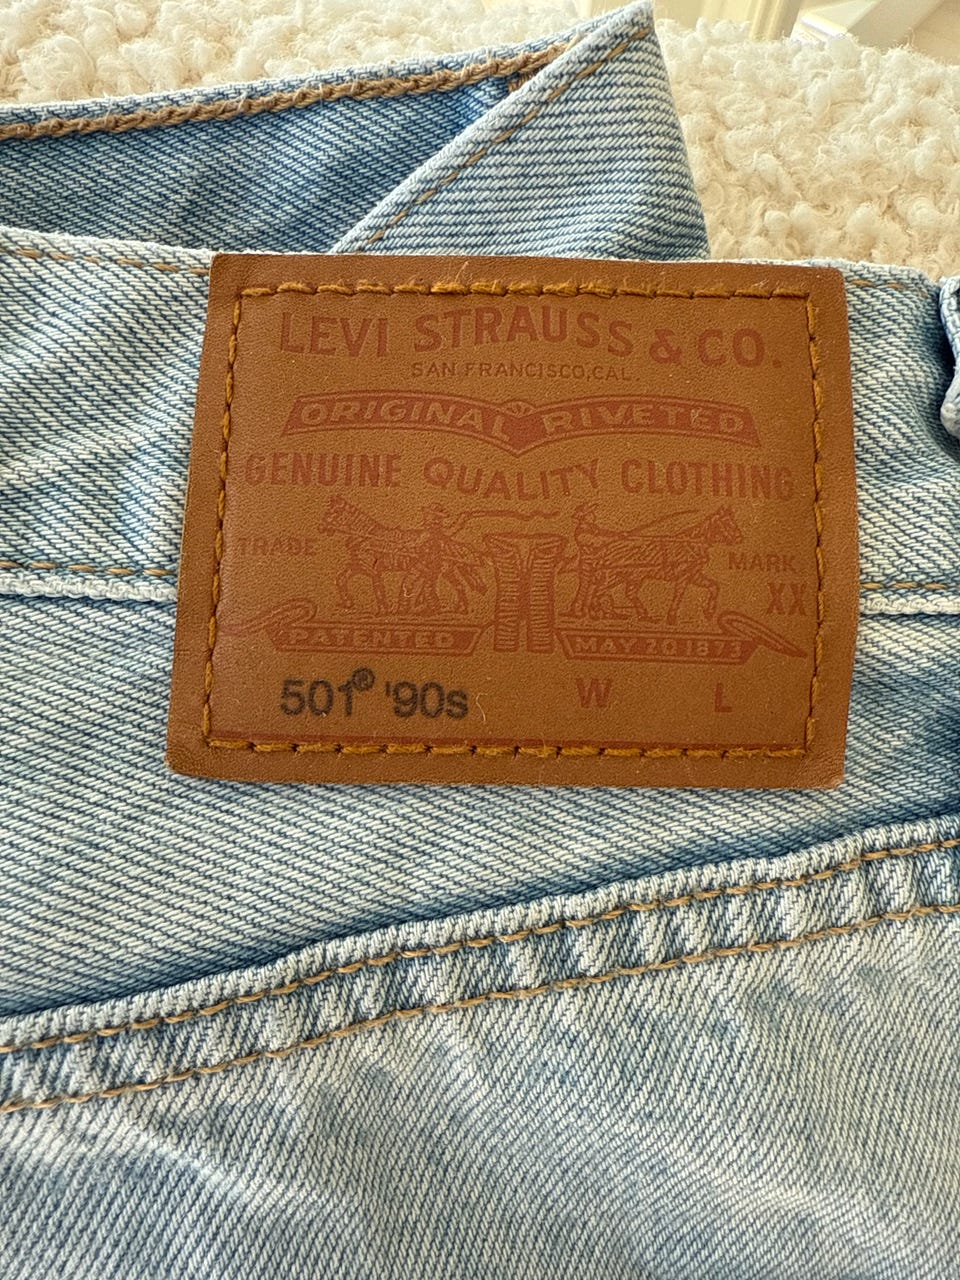 LEVI STRAUSS & CO.
SAN FRANCISCO, CAL.
ORIGINAL RIVETED
GENUINE QUALITY CLOTHING
TRADE MARK
XX
PATENTED MAY 20 1873
501® '90s W L